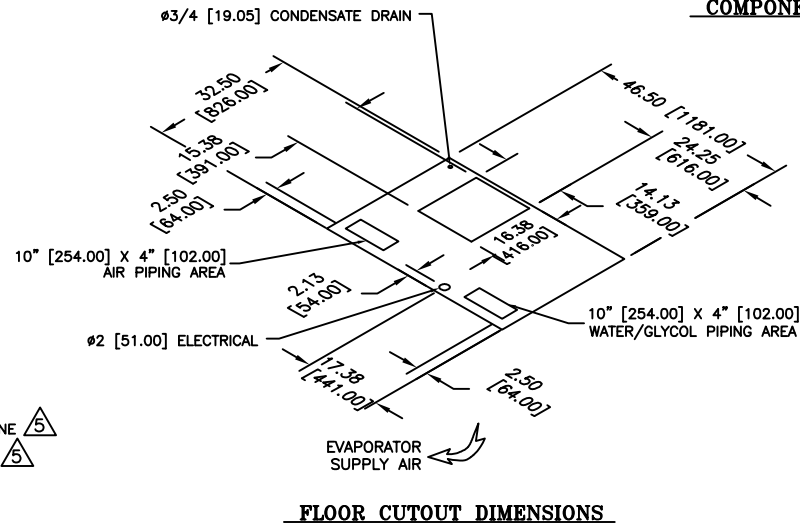 COMPONE
ø3/4 [19.05] CONDENSATE DRAIN
32.50
[826.00]
46.50 [1181.00]
24.25
[616.00]
15.38
[391.00]
14.13
[359.00]
2.50
[64.00]
16.38
[416.00]
10" [254.00] X 4" [102.00]
AIR PIPING AREA
2.13
[54.00]
10" [254.00] X 4" [102.00]
WATER/GLYCOL PIPING AREA
ø2 [51.00] ELECTRICAL
17.38
[441.00]
2.50
[64.00]
NE 5
5
EVAPORATOR
SUPPLY AIR
FLOOR CUTOUT DIMENSIONS